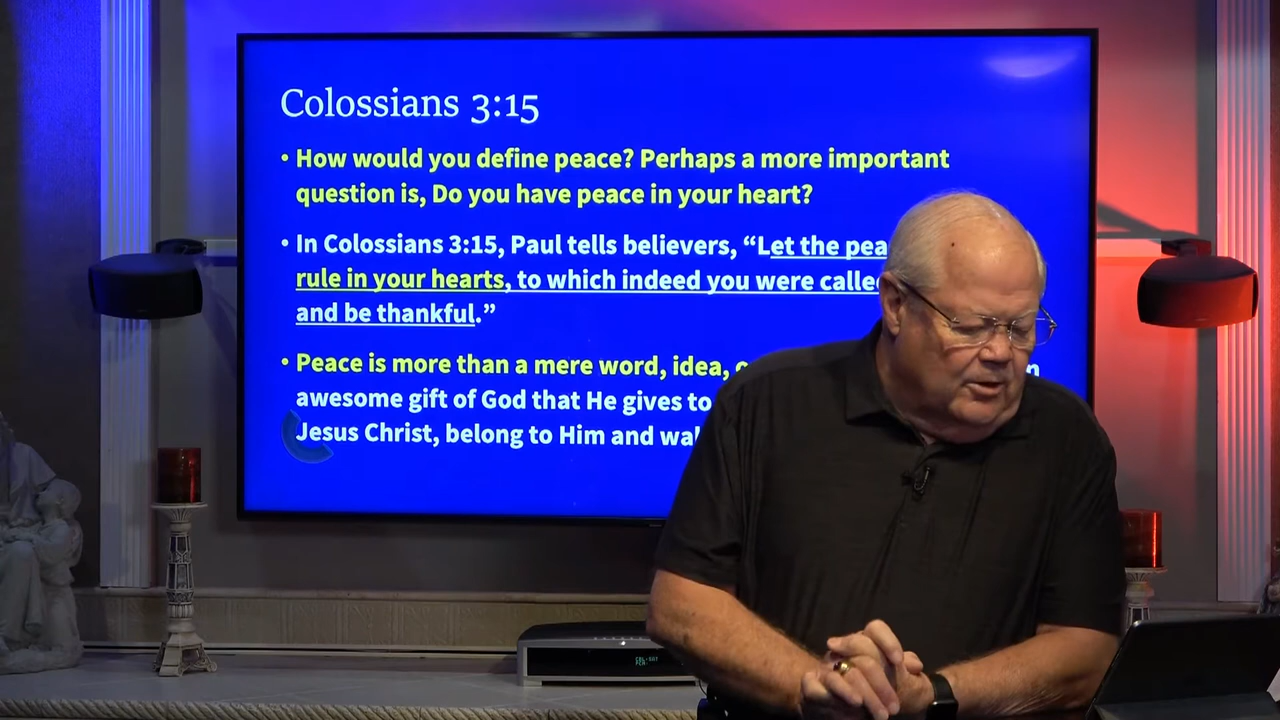 Colossians 3:15
• How would you define peace? Perhaps a more important
question is, Do you have peace in your heart?
• In Colossians 3:15, Paul tells believers, “Let the
rule in your hearts, to which indeed you were
and be thankful.”
• Peace is more than a mere word, idea,
awesome gift of God that He gives to
Jesus Christ, belong to Him and